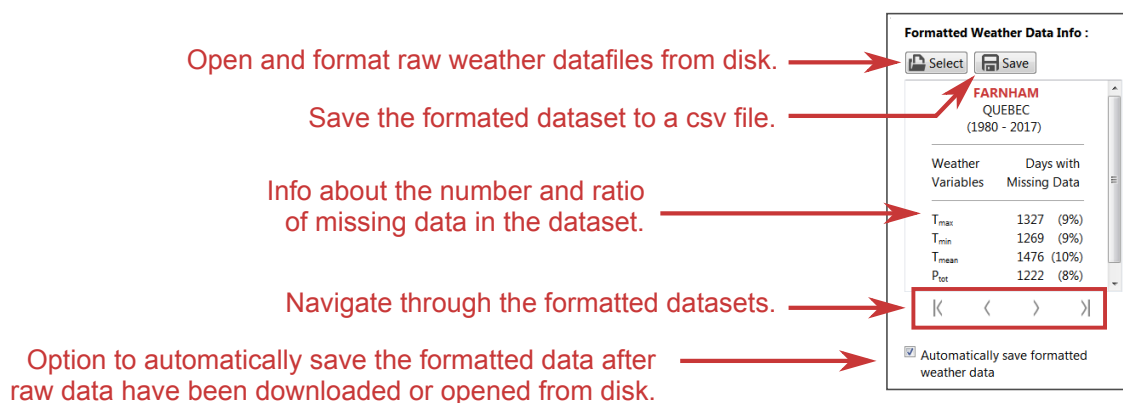 Formatted Weather Data Info :
Open and format raw weather datafiles from disk.
Select Save
FARNHAM
Save the formated dataset to a csv file.
QUEBEC
(1980 - 2017)
Weather Days with
Variables Missing Data
Info about the number and ratio
of missing data in the dataset.
Tmax 1327 (9%)
Tmin 1269 (9%)
Tmean 1476 (10%)
Ptot 1222 (8%)
Navigate through the formatted datasets.
Option to automatically save the formatted data after
raw data have been downloaded or opened from disk.
Automatically save formatted
weather data